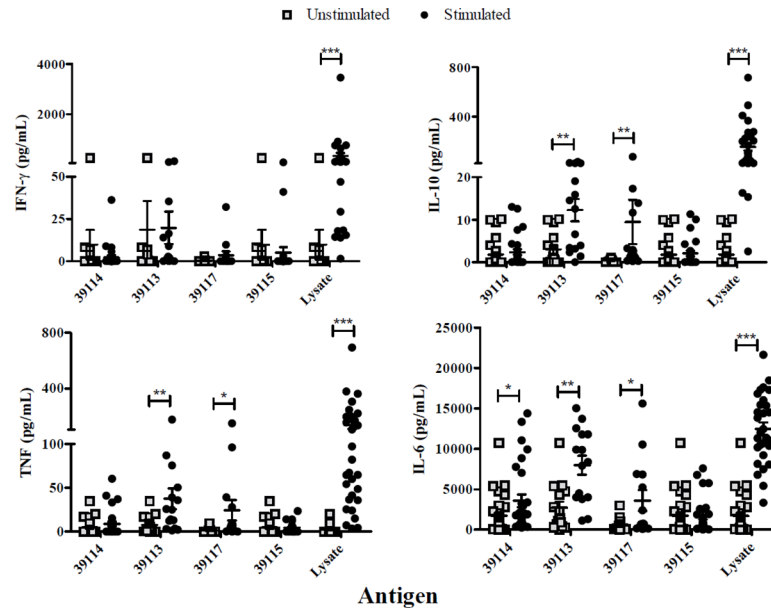 Unstimulated Stimulated
IFN-γ (pg/mL)
4000
2000
50
25
0
***
39114 39113 39117 39115 Lysate
IL-10 (pg/mL)
800
400
20
10
0
** ** ***
39114 39113 39117 39115 Lysate
TNF (pg/mL)
800
400
100
50
0
** * ***
39114 39113 39117 39115 Lysate
IL-6 (pg/mL)
25000
20000
15000
10000
5000
0
* ** * ***
39114 39113 39117 39115 Lysate
Antigen